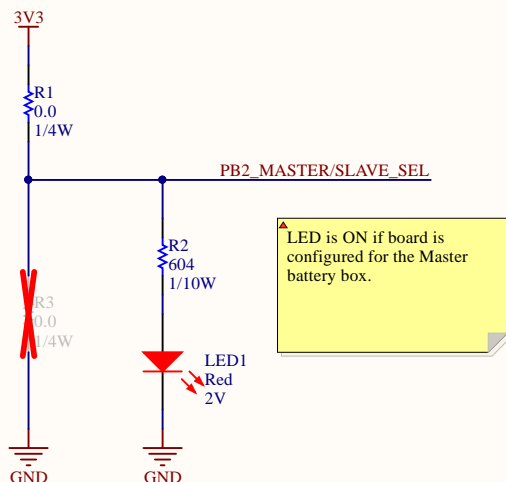 3V3
R1
0.0
1/4W
PB2_MASTER/SLAVE_SEL
R2
604
1/10W
LED is ON if board is
configured for the Master
battery box.
R3
0.0
1/4W
LED1
Red
2V
GND
GND